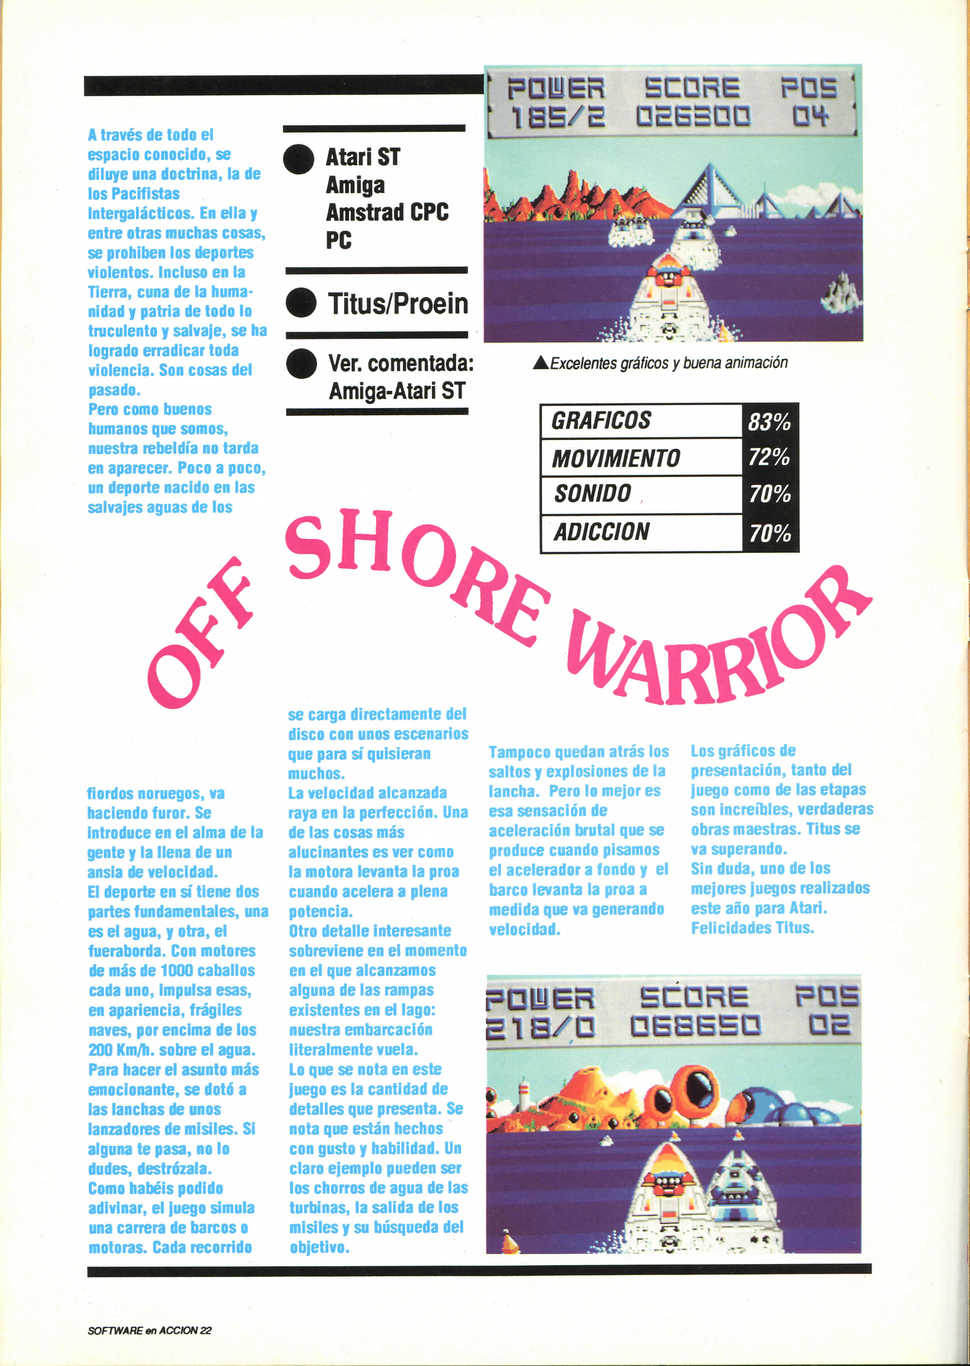 A través de todo el
espacio conocido, se
diluye una doctrina, la de
los Pacifistas
Intergalácticos. En ella y
entre otras muchas cosas,
se prohiben los deportes
violentos. Incluso en la
Tierra, cuna de la huma-
nidad y patria de todo lo
truculento y salvaje, se ha
logrado erradicar toda
violencia. Son cosas del
pasado.
Pero como buenos
humanos que somos,
nuestra rebeldía no tarda
en aparecer. Poco a poco,
un deporte nacido en las
salvajes aguas de los
Atari ST
Amiga
Amstrad CPC
PC
Titus/Proein
Ver. comentada:
Amiga-Atari ST
POWER SCORE POS
185/2 026300 04
▲Excelentes gráficos y buena animación
GRAFICOS 83%
MOVIMIENTO 72%
SONIDO 70%
ADICCION 70%
OFF SHORE WARRIOR
fiordos noruegos, va
haciendo furor. Se
introduce en el alma de la
gente y la llena de un
ansia de velocidad.
El deporte en sí tiene dos
partes fundamentales, una
es el agua, y otra, el
fueraborda. Con motores
de más de 1000 caballos
cada uno, impulsa esas,
en apariencia, frágiles
naves, por encima de los
200 Km/h. sobre el agua.
Para hacer el asunto más
emocionante, se dotó a
las lanchas de unos
lanzadores de misiles. Si
alguna te pasa, no lo
dudes, destrózala.
Como habéis podido
adivinar, el juego simula
una carrera de barcos o
motoras. Cada recorrido
se carga directamente del
disco con unos escenarios
que para sí quisieran
muchos.
La velocidad alcanzada
raya en la perfección. Una
de las cosas más
alucinantes es ver como
la motora levanta la proa
cuando acelera a plena
potencia.
Otro detalle interesante
sobreviene en el momento
en el que alcanzamos
alguna de las rampas
existentes en el lago:
nuestra embarcación
literalmente vuela.
Lo que se nota en este
juego es la cantidad de
detalles que presenta. Se
nota que están hechos
con gusto y habilidad. Un
claro ejemplo pueden ser
los chorros de agua de las
turbinas, la salida de los
misiles y su búsqueda del
objetivo.
Tampoco quedan atrás los
saltos y explosiones de la
lancha. Pero lo mejor es
esa sensación de
aceleración brutal que se
produce cuando pisamos
el acelerador a fondo y el
barco levanta la proa a
medida que va generando
velocidad.
Los gráficos de
presentación, tanto del
juego como de las etapas
son increíbles, verdaderas
obras maestras. Titus se
va superando.
Sin duda, uno de los
mejores juegos realizados
este año para Atari.
Felicidades Titus.
POWER SCORE POS
218/0 068650 02
SOFTWARE en ACCION 22